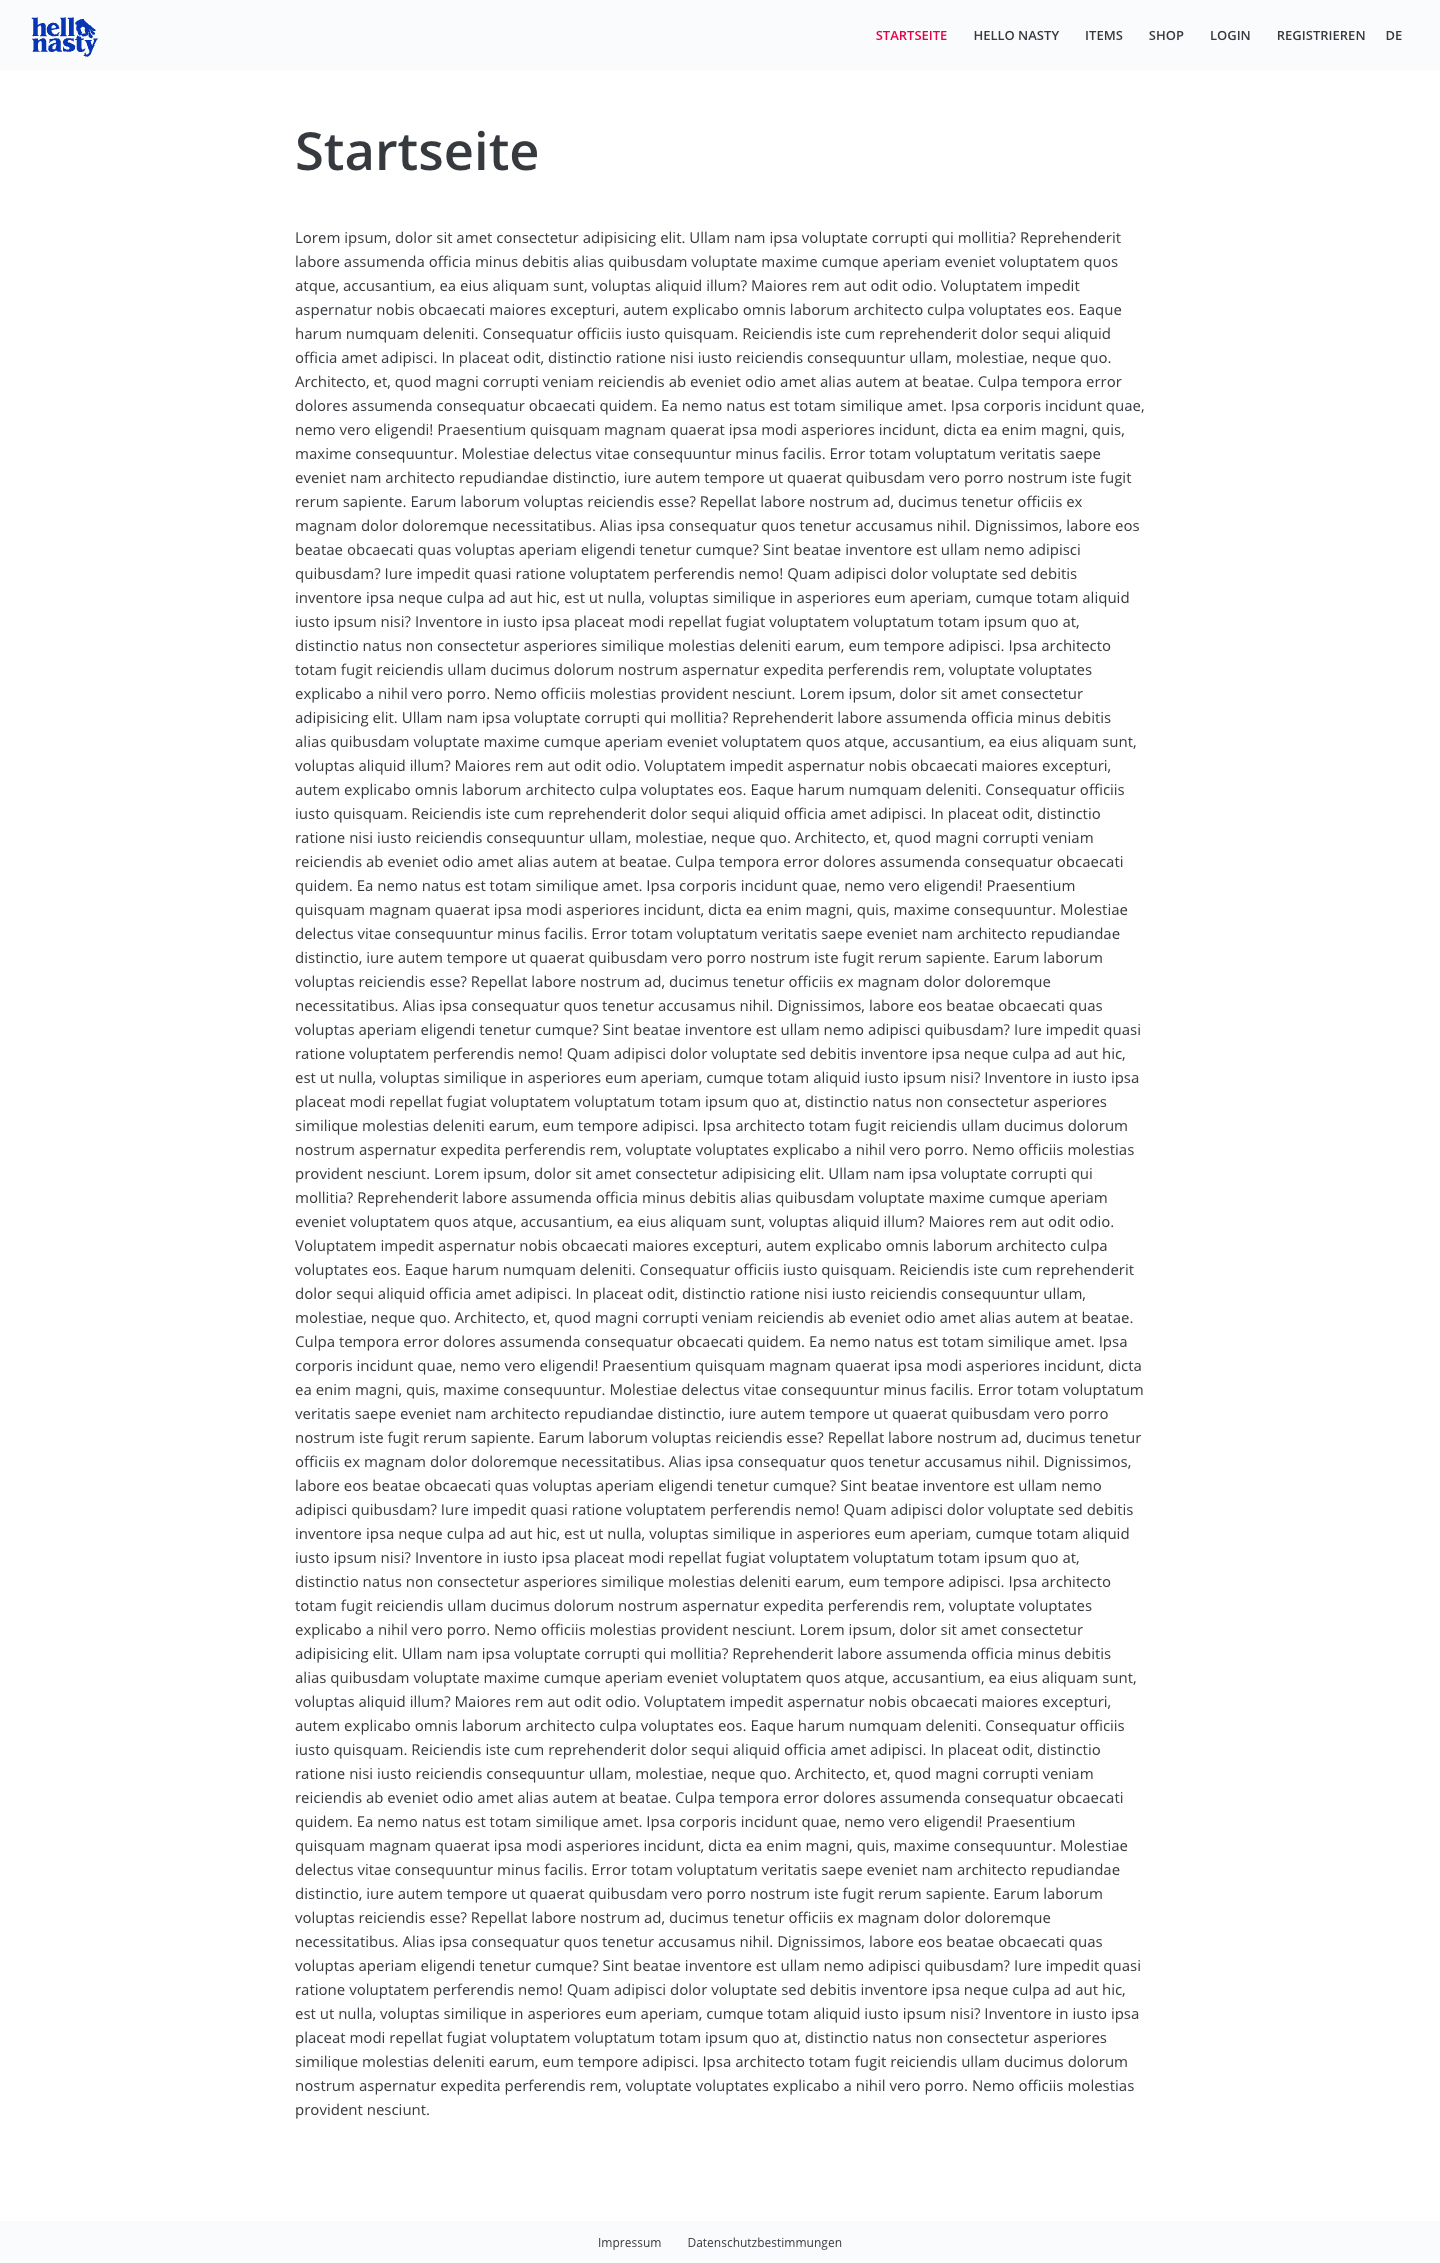 hello
nasty
STARTSEITE HELLO NASTY ITEMS SHOP LOGIN REGISTRIEREN DE
Startseite
Lorem ipsum, dolor sit amet consectetur adipisicing elit. Ullam nam ipsa voluptate corrupti qui mollitia? Reprehenderit
labore assumenda officia minus debitis alias quibusdam voluptate maxime cumque aperiam eveniet voluptatem quos
atque, accusantium, ea eius aliquam sunt, voluptas aliquid illum? Maiores rem aut odit odio. Voluptatem impedit
aspernatur nobis obcaecati maiores excepturi, autem explicabo omnis laborum architecto culpa voluptates eos. Eaque
harum numquam deleniti. Consequatur officiis iusto quisquam. Reiciendis iste cum reprehenderit dolor sequi aliquid
officia amet adipisci. In placeat odit, distinctio ratione nisi iusto reiciendis consequuntur ullam, molestiae, neque quo.
Architecto, et, quod magni corrupti veniam reiciendis ab eveniet odio amet alias autem at beatae. Culpa tempora error
dolores assumenda consequatur obcaecati quidem. Ea nemo natus est totam similique amet. Ipsa corporis incidunt quae,
nemo vero eligendi! Praesentium quisquam magnam quaerat ipsa modi asperiores incidunt, dicta ea enim magni, quis,
maxime consequuntur. Molestiae delectus vitae consequuntur minus facilis. Error totam voluptatum veritatis saepe
eveniet nam architecto repudiandae distinctio, iure autem tempore ut quaerat quibusdam vero porro nostrum iste fugit
rerum sapiente. Earum laborum voluptas reiciendis esse? Repellat labore nostrum ad, ducimus tenetur officiis ex
magnam dolor doloremque necessitatibus. Alias ipsa consequatur quos tenetur accusamus nihil. Dignissimos, labore eos
beatae obcaecati quas voluptas aperiam eligendi tenetur cumque? Sint beatae inventore est ullam nemo adipisci
quibusdam? Iure impedit quasi ratione voluptatem perferendis nemo! Quam adipisci dolor voluptate sed debitis
inventore ipsa neque culpa ad aut hic, est ut nulla, voluptas similique in asperiores eum aperiam, cumque totam aliquid
iusto ipsum nisi? Inventore in iusto ipsa placeat modi repellat fugiat voluptatem voluptatum totam ipsum quo at,
distinctio natus non consectetur asperiores similique molestias deleniti earum, eum tempore adipisci. Ipsa architecto
totam fugit reiciendis ullam ducimus dolorum nostrum aspernatur expedita perferendis rem, voluptate voluptates
explicabo a nihil vero porro. Nemo officiis molestias provident nesciunt. Lorem ipsum, dolor sit amet consectetur
adipisicing elit. Ullam nam ipsa voluptate corrupti qui mollitia? Reprehenderit labore assumenda officia minus debitis
alias quibusdam voluptate maxime cumque aperiam eveniet voluptatem quos atque, accusantium, ea eius aliquam sunt,
voluptas aliquid illum? Maiores rem aut odit odio. Voluptatem impedit aspernatur nobis obcaecati maiores excepturi,
autem explicabo omnis laborum architecto culpa voluptates eos. Eaque harum numquam deleniti. Consequatur officiis
iusto quisquam. Reiciendis iste cum reprehenderit dolor sequi aliquid officia amet adipisci. In placeat odit, distinctio
ratione nisi iusto reiciendis consequuntur ullam, molestiae, neque quo. Architecto, et, quod magni corrupti veniam
reiciendis ab eveniet odio amet alias autem at beatae. Culpa tempora error dolores assumenda consequatur obcaecati
quidem. Ea nemo natus est totam similique amet. Ipsa corporis incidunt quae, nemo vero eligendi! Praesentium
quisquam magnam quaerat ipsa modi asperiores incidunt, dicta ea enim magni, quis, maxime consequuntur. Molestiae
delectus vitae consequuntur minus facilis. Error totam voluptatum veritatis saepe eveniet nam architecto repudiandae
distinctio, iure autem tempore ut quaerat quibusdam vero porro nostrum iste fugit rerum sapiente. Earum laborum
voluptas reiciendis esse? Repellat labore nostrum ad, ducimus tenetur officiis ex magnam dolor doloremque
necessitatibus. Alias ipsa consequatur quos tenetur accusamus nihil. Dignissimos, labore eos beatae obcaecati quas
voluptas aperiam eligendi tenetur cumque? Sint beatae inventore est ullam nemo adipisci quibusdam? Iure impedit quasi
ratione voluptatem perferendis nemo! Quam adipisci dolor voluptate sed debitis inventore ipsa neque culpa ad aut hic,
est ut nulla, voluptas similique in asperiores eum aperiam, cumque totam aliquid iusto ipsum nisi? Inventore in iusto ipsa
placeat modi repellat fugiat voluptatem voluptatum totam ipsum quo at, distinctio natus non consectetur asperiores
similique molestias deleniti earum, eum tempore adipisci. Ipsa architecto totam fugit reiciendis ullam ducimus dolorum
nostrum aspernatur expedita perferendis rem, voluptate voluptates explicabo a nihil vero porro. Nemo officiis molestias
provident nesciunt. Lorem ipsum, dolor sit amet consectetur adipisicing elit. Ullam nam ipsa voluptate corrupti qui
mollitia? Reprehenderit labore assumenda officia minus debitis alias quibusdam voluptate maxime cumque aperiam
eveniet voluptatem quos atque, accusantium, ea eius aliquam sunt, voluptas aliquid illum? Maiores rem aut odit odio.
Voluptatem impedit aspernatur nobis obcaecati maiores excepturi, autem explicabo omnis laborum architecto culpa
voluptates eos. Eaque harum numquam deleniti. Consequatur officiis iusto quisquam. Reiciendis iste cum reprehenderit
dolor sequi aliquid officia amet adipisci. In placeat odit, distinctio ratione nisi iusto reiciendis consequuntur ullam,
molestiae, neque quo. Architecto, et, quod magni corrupti veniam reiciendis ab eveniet odio amet alias autem at beatae.
Culpa tempora error dolores assumenda consequatur obcaecati quidem. Ea nemo natus est totam similique amet. Ipsa
corporis incidunt quae, nemo vero eligendi! Praesentium quisquam magnam quaerat ipsa modi asperiores incidunt, dicta
ea enim magni, quis, maxime consequuntur. Molestiae delectus vitae consequuntur minus facilis. Error totam voluptatum
veritatis saepe eveniet nam architecto repudiandae distinctio, iure autem tempore ut quaerat quibusdam vero porro
nostrum iste fugit rerum sapiente. Earum laborum voluptas reiciendis esse? Repellat labore nostrum ad, ducimus tenetur
officiis ex magnam dolor doloremque necessitatibus. Alias ipsa consequatur quos tenetur accusamus nihil. Dignissimos,
labore eos beatae obcaecati quas voluptas aperiam eligendi tenetur cumque? Sint beatae inventore est ullam nemo
adipisci quibusdam? Iure impedit quasi ratione voluptatem perferendis nemo! Quam adipisci dolor voluptate sed debitis
inventore ipsa neque culpa ad aut hic, est ut nulla, voluptas similique in asperiores eum aperiam, cumque totam aliquid
iusto ipsum nisi? Inventore in iusto ipsa placeat modi repellat fugiat voluptatem voluptatum totam ipsum quo at,
distinctio natus non consectetur asperiores similique molestias deleniti earum, eum tempore adipisci. Ipsa architecto
totam fugit reiciendis ullam ducimus dolorum nostrum aspernatur expedita perferendis rem, voluptate voluptates
explicabo a nihil vero porro. Nemo officiis molestias provident nesciunt. Lorem ipsum, dolor sit amet consectetur
adipisicing elit. Ullam nam ipsa voluptate corrupti qui mollitia? Reprehenderit labore assumenda officia minus debitis
alias quibusdam voluptate maxime cumque aperiam eveniet voluptatem quos atque, accusantium, ea eius aliquam sunt,
voluptas aliquid illum? Maiores rem aut odit odio. Voluptatem impedit aspernatur nobis obcaecati maiores excepturi,
autem explicabo omnis laborum architecto culpa voluptates eos. Eaque harum numquam deleniti. Consequatur officiis
iusto quisquam. Reiciendis iste cum reprehenderit dolor sequi aliquid officia amet adipisci. In placeat odit, distinctio
ratione nisi iusto reiciendis consequuntur ullam, molestiae, neque quo. Architecto, et, quod magni corrupti veniam
reiciendis ab eveniet odio amet alias autem at beatae. Culpa tempora error dolores assumenda consequatur obcaecati
quidem. Ea nemo natus est totam similique amet. Ipsa corporis incidunt quae, nemo vero eligendi! Praesentium
quisquam magnam quaerat ipsa modi asperiores incidunt, dicta ea enim magni, quis, maxime consequuntur. Molestiae
delectus vitae consequuntur minus facilis. Error totam voluptatum veritatis saepe eveniet nam architecto repudiandae
distinctio, iure autem tempore ut quaerat quibusdam vero porro nostrum iste fugit rerum sapiente. Earum laborum
voluptas reiciendis esse? Repellat labore nostrum ad, ducimus tenetur officiis ex magnam dolor doloremque
necessitatibus. Alias ipsa consequatur quos tenetur accusamus nihil. Dignissimos, labore eos beatae obcaecati quas
voluptas aperiam eligendi tenetur cumque? Sint beatae inventore est ullam nemo adipisci quibusdam? Iure impedit quasi
ratione voluptatem perferendis nemo! Quam adipisci dolor voluptate sed debitis inventore ipsa neque culpa ad aut hic,
est ut nulla, voluptas similique in asperiores eum aperiam, cumque totam aliquid iusto ipsum nisi? Inventore in iusto ipsa
placeat modi repellat fugiat voluptatem voluptatum totam ipsum quo at, distinctio natus non consectetur asperiores
similique molestias deleniti earum, eum tempore adipisci. Ipsa architecto totam fugit reiciendis ullam ducimus dolorum
nostrum aspernatur expedita perferendis rem, voluptate voluptates explicabo a nihil vero porro. Nemo officiis molestias
provident nesciunt.
Impressum Datenschutzbestimmungen